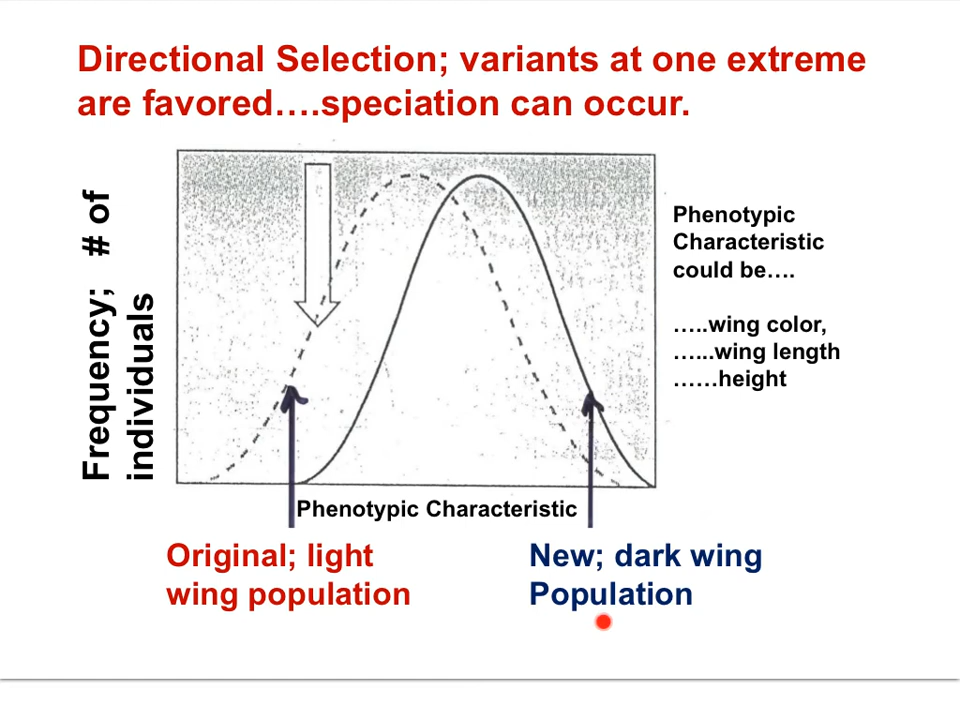 Directional Selection; variants at one extreme
are favored….speciation can occur.
Frequency; # of
individuals
Phenotypic
Characteristic
could be….
…..wing color,
…...wing length
……height
Phenotypic Characteristic
Original; light
wing population
New; dark wing
Population